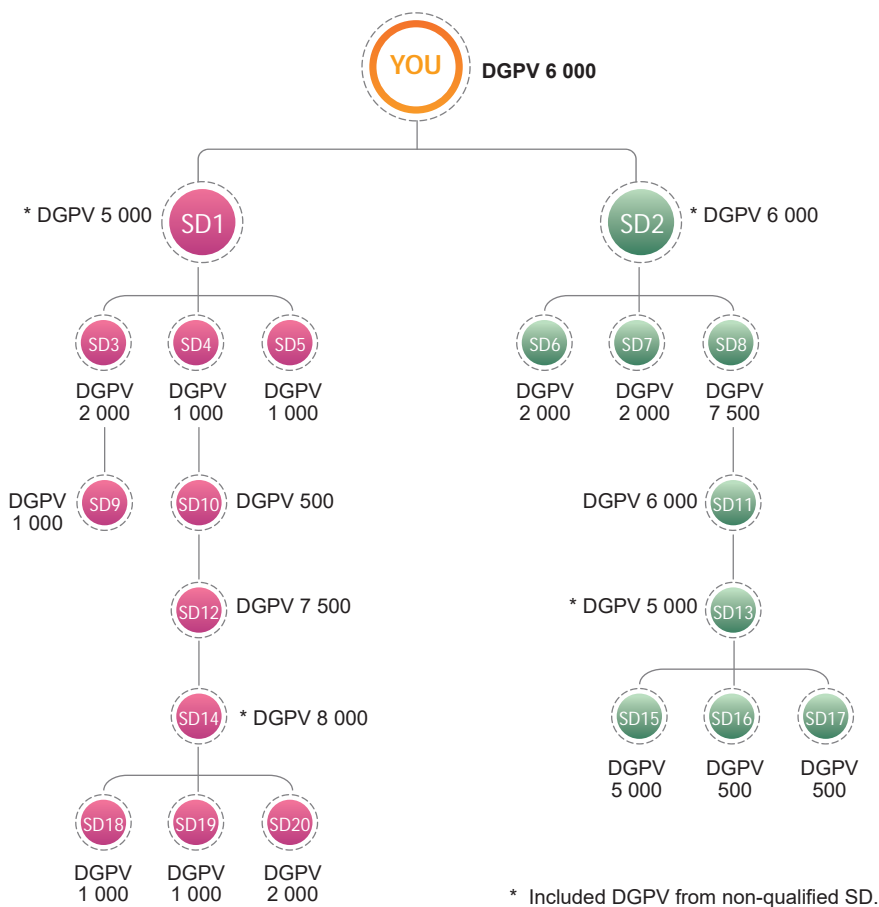 YOU
DGPV 6 000
* DGPV 5 000
SD1
SD2
* DGPV 6 000
SD3
SD4
SD5
SD6
SD7
SD8
DGPV
2 000
DGPV
1 000
DGPV
1 000
DGPV
2 000
DGPV
2 000
DGPV
7 500
DGPV
1 000
SD9
SD10
DGPV 500
DGPV 6 000
SD11
SD12
DGPV 7 500
* DGPV 5 000
SD13
SD14
* DGPV 8 000
SD15
SD16
SD17
DGPV
5 000
DGPV
500
DGPV
500
SD18
SD19
SD20
DGPV
1 000
DGPV
1 000
DGPV
2 000
* Included DGPV from non-qualified SD.